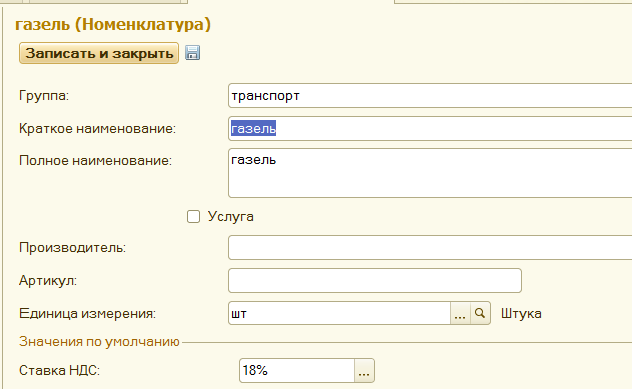 газель (Номенклатура)
Записать и закрыть
Группа: транспорт
Краткое наименование: газель
Полное наименование: газель
Услуга
Производитель:
Артикул:
Единица измерения: шт ... Штука
Значения по умолчанию
Ставка НДС: 18% ...